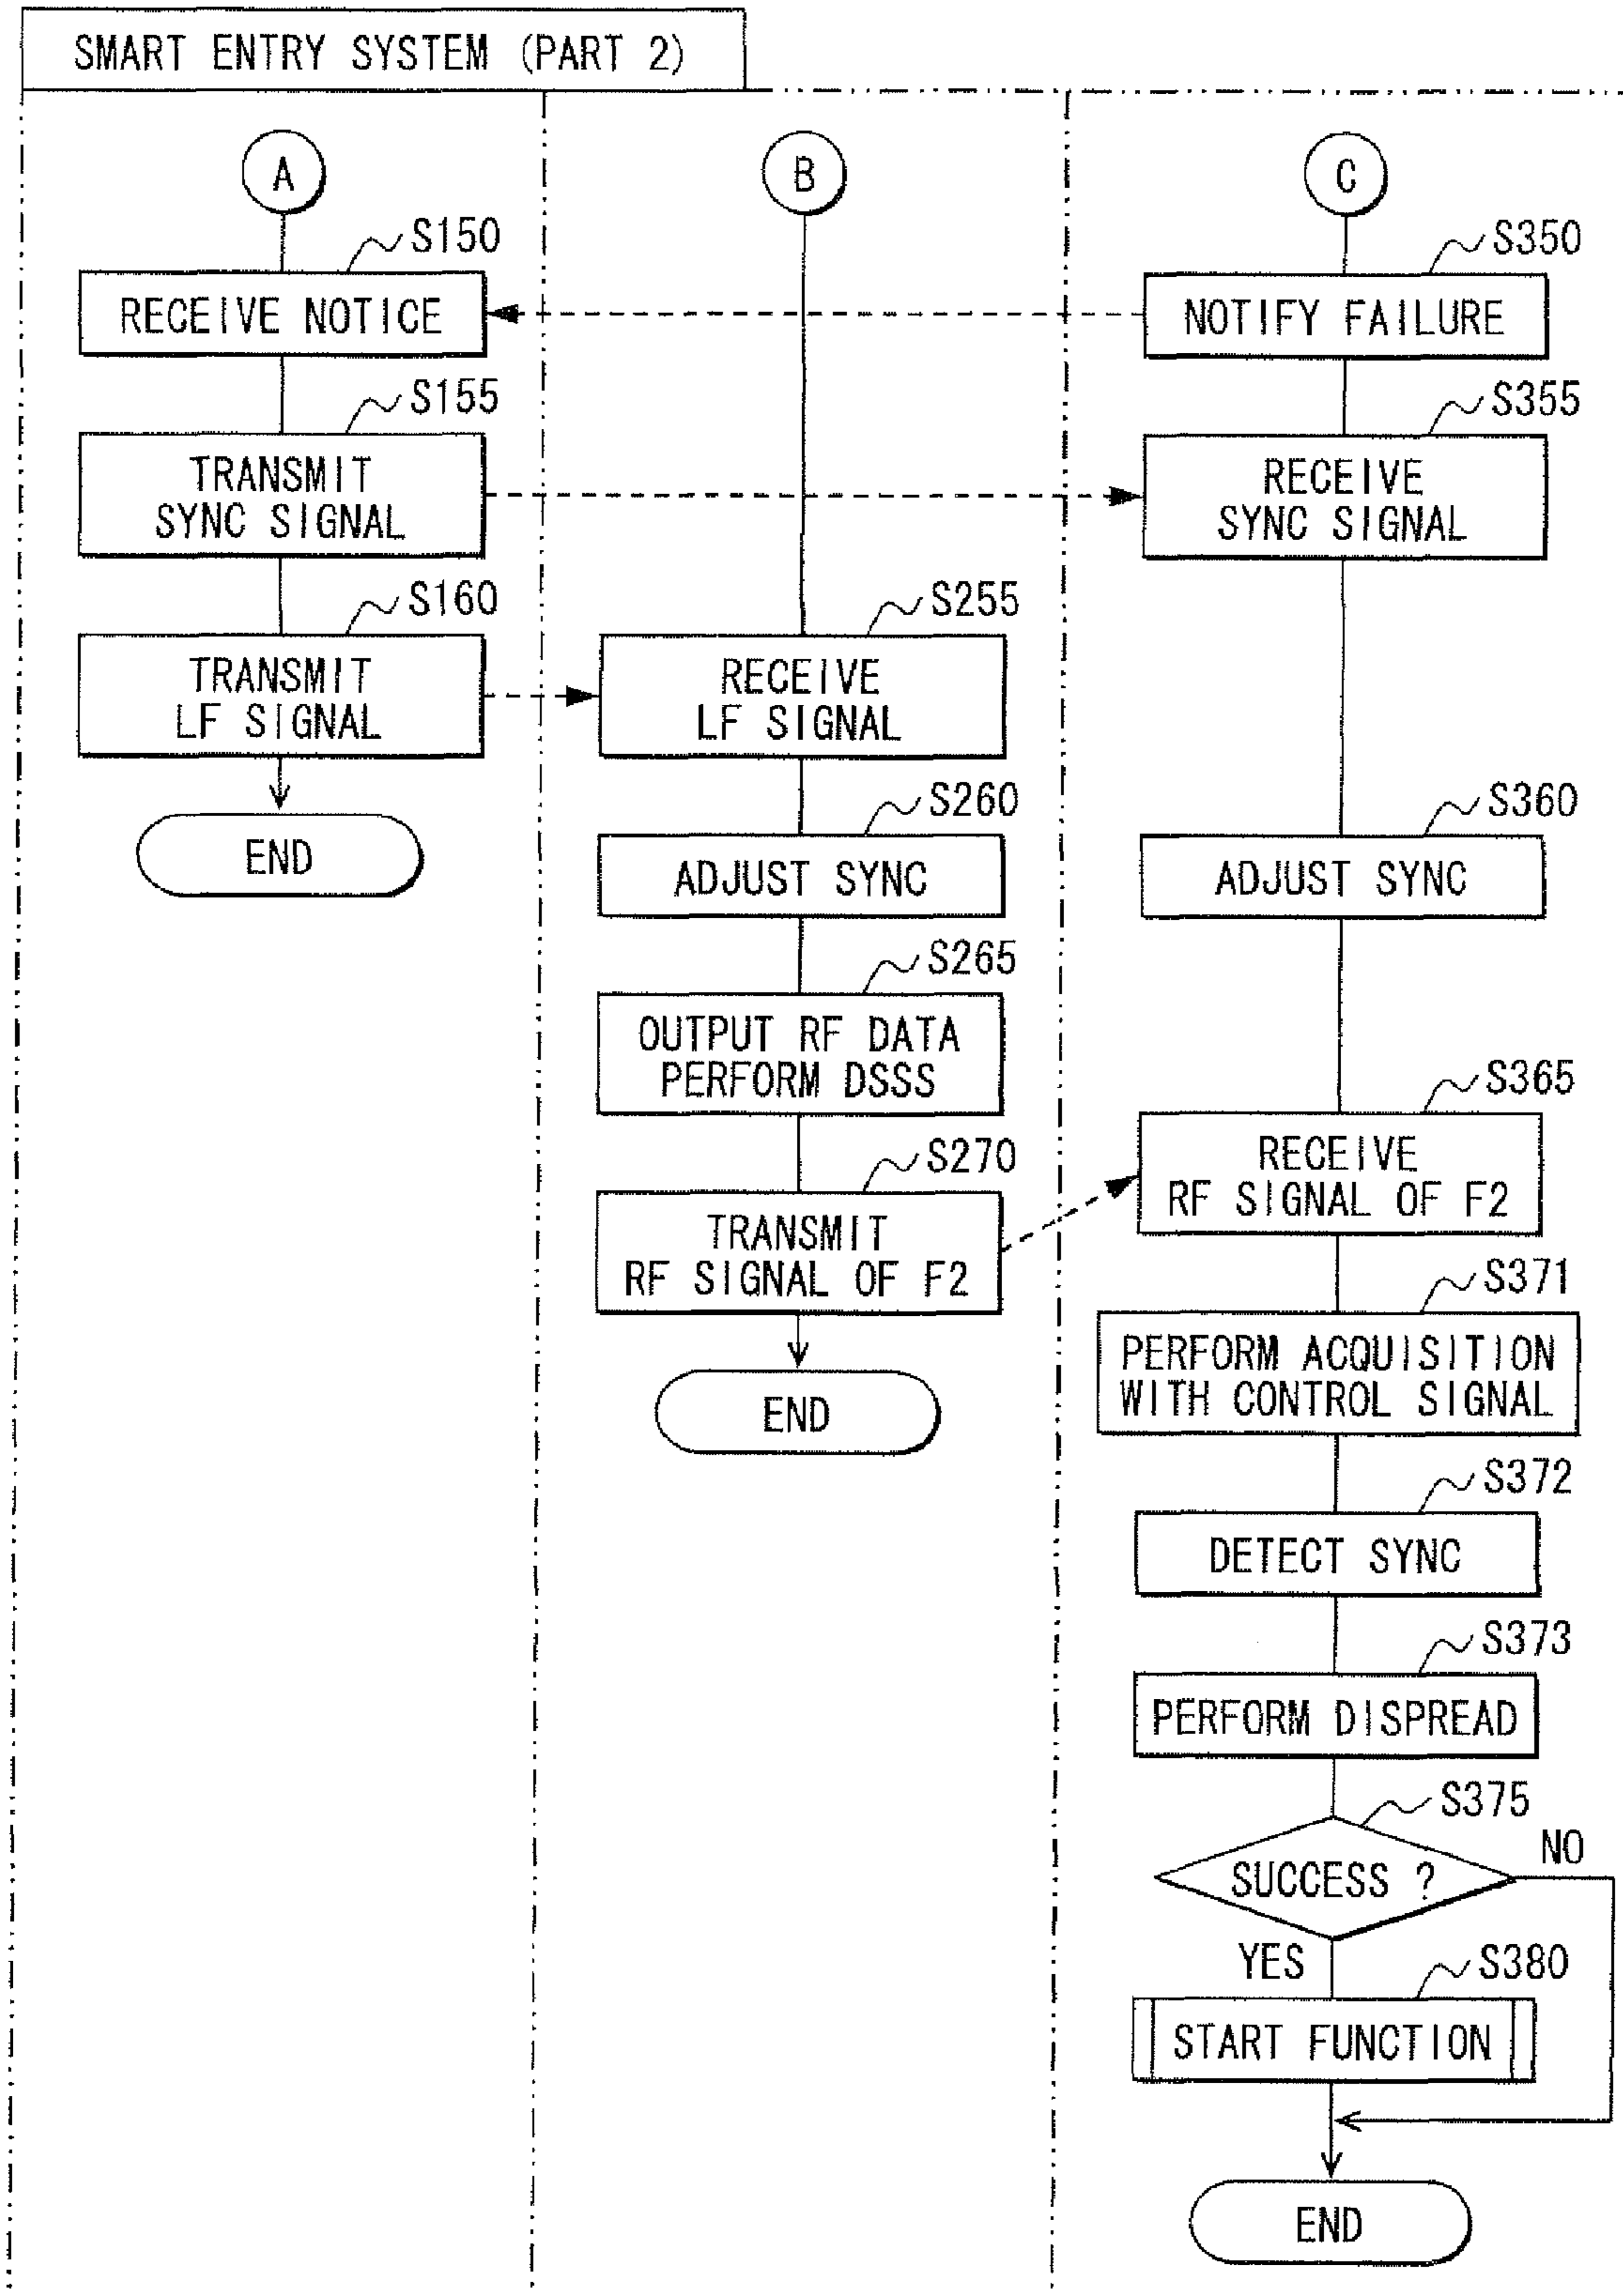 SMART ENTRY SYSTEM (PART 2)
A
S150
RECEIVE NOTICE
S155
TRANSMIT
SYNC SIGNAL
S160
TRANSMIT
LF SIGNAL
END
B
S255
RECEIVE
LF SIGNAL
S260
ADJUST SYNC
S265
OUTPUT RF DATA
PERFORM DSSS
S270
TRANSMIT
RF SIGNAL OF F2
END
C
S350
NOTIFY FAILURE
S355
RECEIVE
SYNC SIGNAL
S360
ADJUST SYNC
S365
RECEIVE
RF SIGNAL OF F2
S371
PERFORM ACQUISITION
WITH CONTROL SIGNAL
S372
DETECT SYNC
S373
PERFORM DISPREAD
S375
SUCCESS ?
NO
YES
S380
START FUNCTION
END